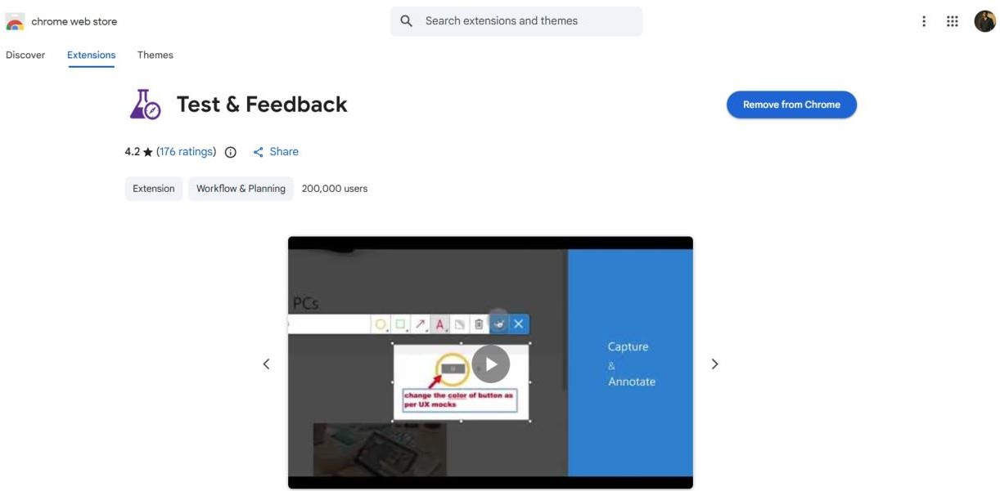 chrome web store
Search extensions and themes
Discover Extensions Themes
Test & Feedback
Remove from Chrome
4.2 ★ (176 ratings) Share
Extension Workflow & Planning 200,000 users
PCs
A
Capture
&
Annotate
change the color of button as
per UX mocks